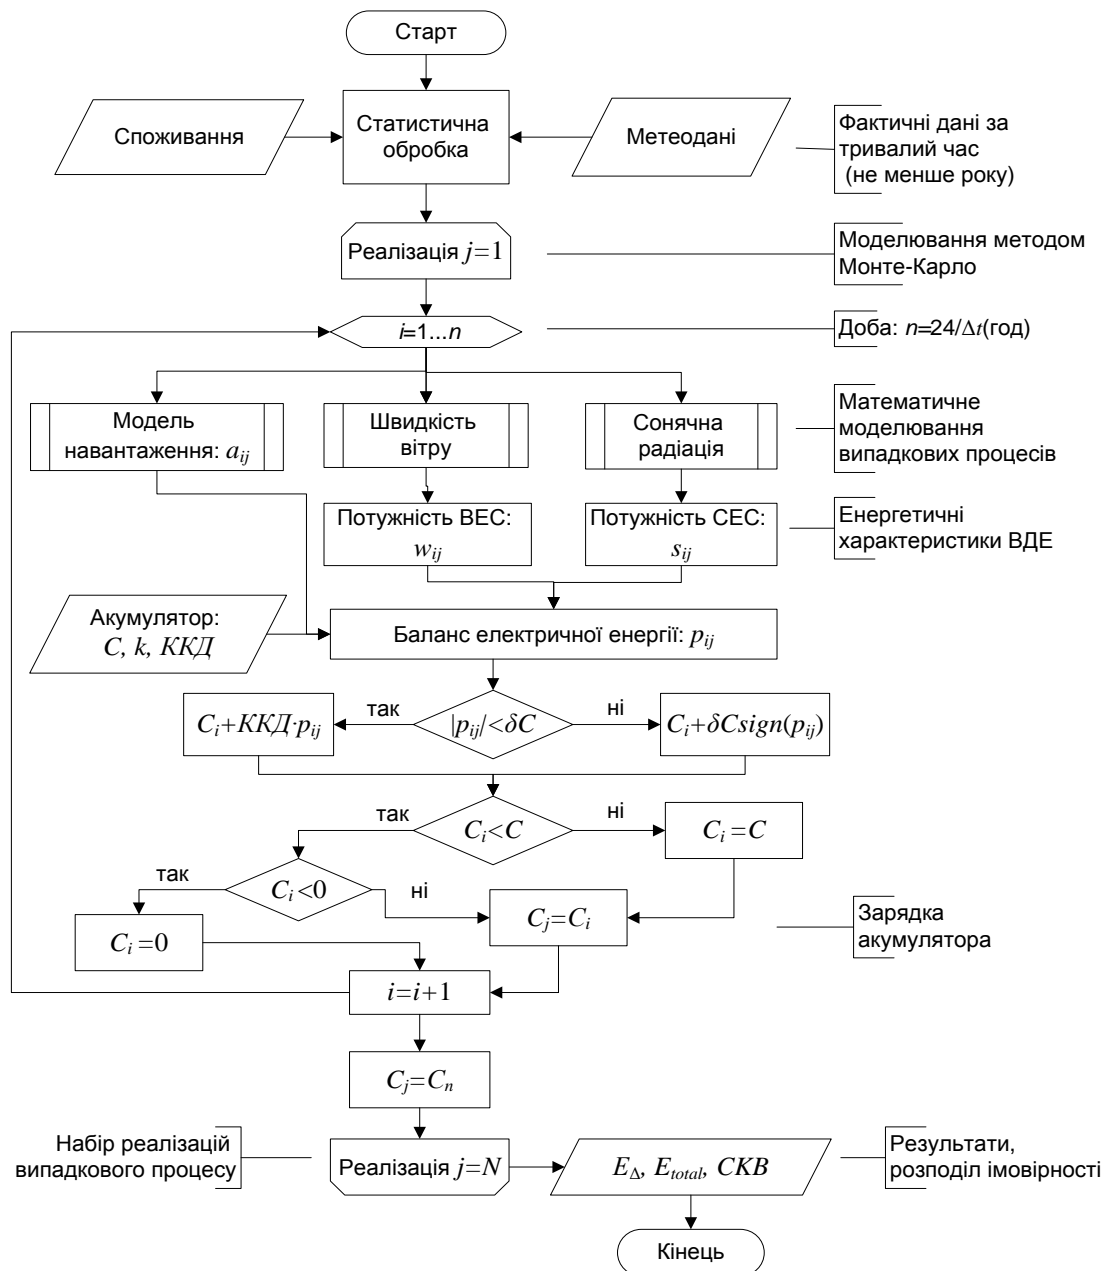 Старт
Споживання
Статистична
обробка
Метеодані
Фактичні дані за
тривалий час
(не менше року)
Реалізація j=1
Моделювання методом
Монте-Карло
i=1...n
Доба: n=24/Δt(год)
Модель
навантаження: aij
Швидкість
вітру
Сонячна
радіація
Математичне
моделювання
випадкових процесів
Потужність ВЕС:
wij
Потужність СЕС:
sij
Енергетичні
характеристики ВДЕ
Акумулятор:
C, k, ККД
Баланс електричної енергії: pij
Ci+ККД·pij
так
|pij|<δC
ні
Ci+δCsign(pij)
так
Ci<C
ні
Ci=C
так
Ci<0
ні
Ci=0
Cj=Ci
Зарядка
акумулятора
i=i+1
Cj=Cn
Набір реалізацій
випадкового процесу
Реалізація j=N
EΔ, Etotal, СКВ
Результати,
розподіл імовірності
Кінець